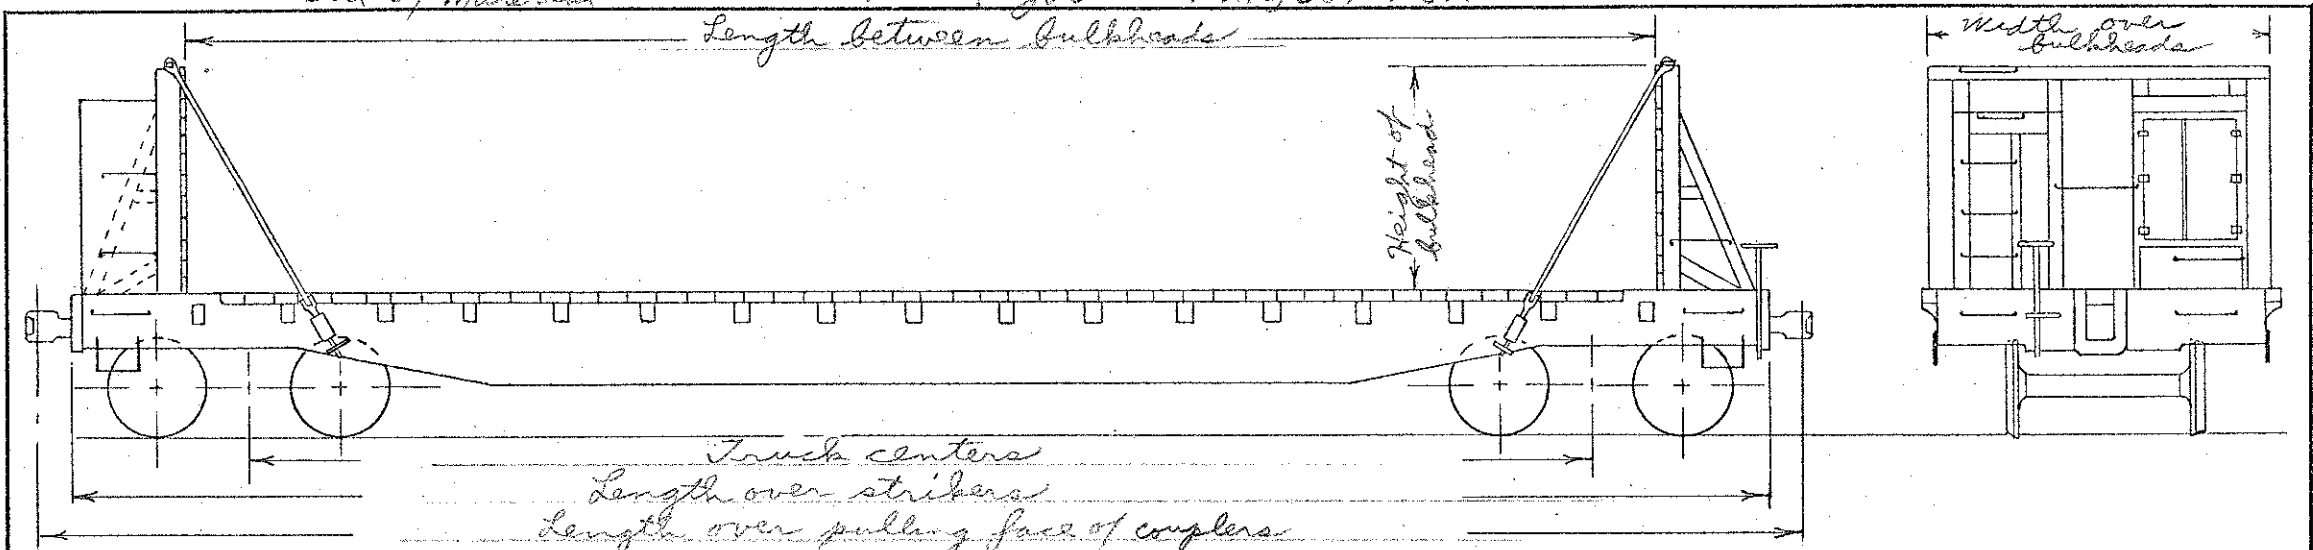 Length between bulkheads
Width over
bulkheads
Height of
bulkhead
Truck centers
Length over strikers
Length over pulling face of couplers